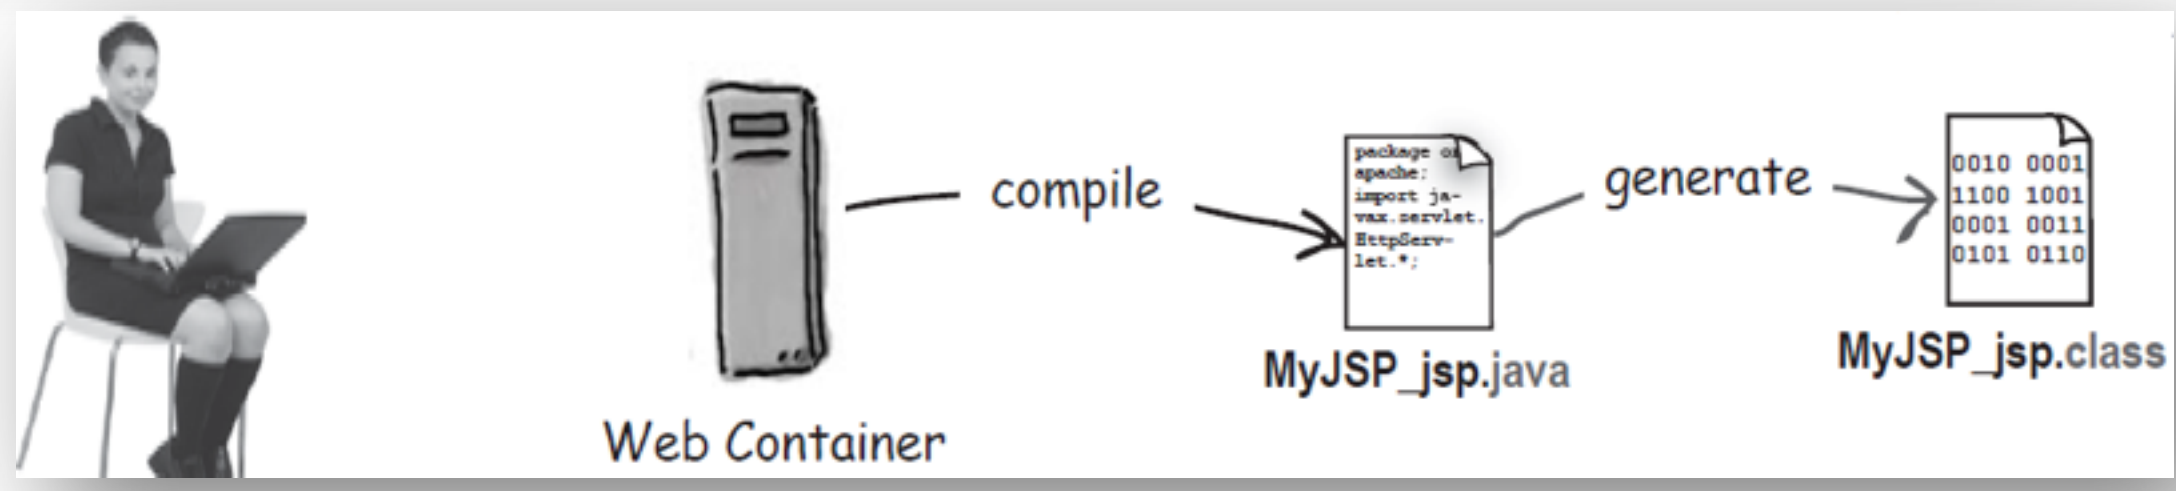 compile
package or
apache;
import ja-
vax.servlet.
HttpServ-
let.*;
generate
0010 0001
1100 1001
0001 0011
0101 0110
MyJSP_jsp.java
MyJSP_jsp.class
Web Container